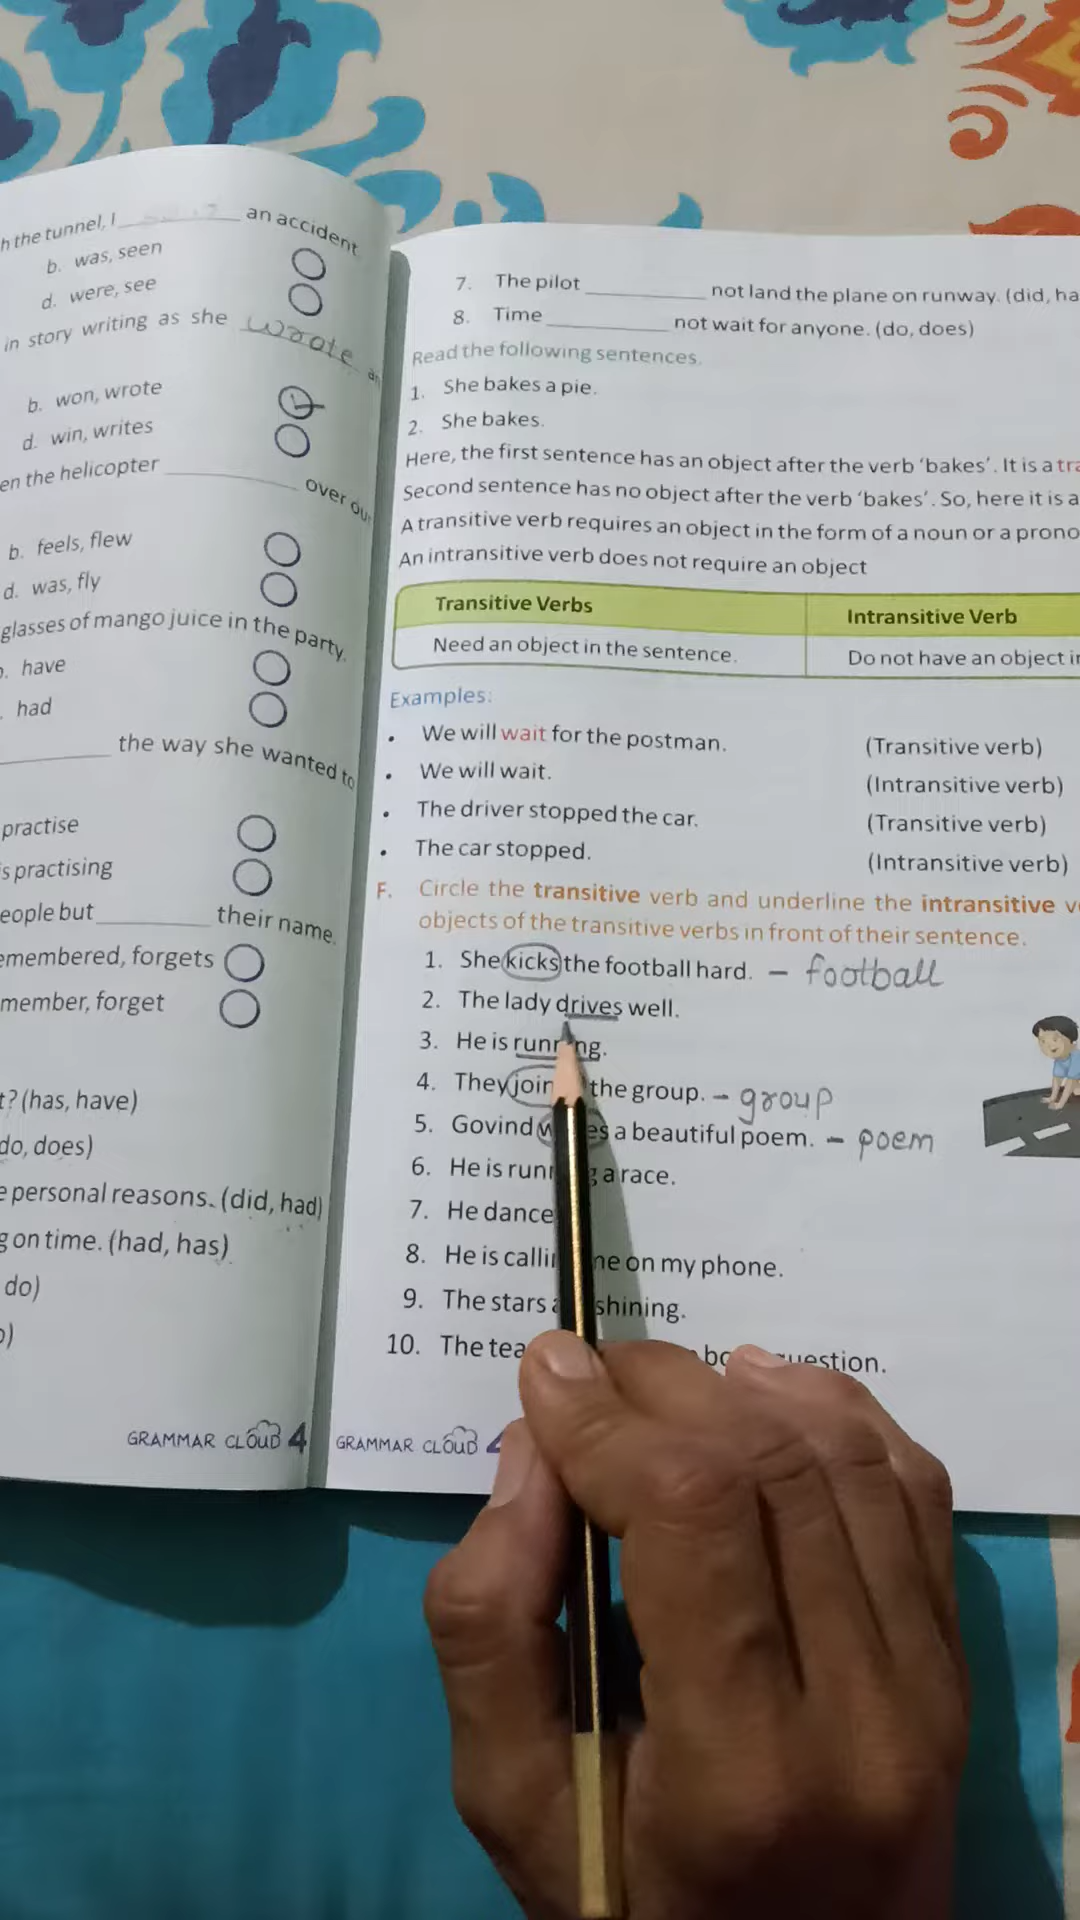 h the tunnel, I ________ an accident
b. was, seen
d. were, see
in story writing as she wrote an
b. won, wrote
d. win, writes
en the helicopter ________ over our
b. feels, flew
d. was, fly
glasses of mango juice in the party.
. have
. had
________ the way she wanted to
practise
s practising
eople but ________ their name.
emembered, forgets
member, forget
t? (has, have)
do, does)
e personal reasons. (did, had)
g on time. (had, has)
do)
GRAMMAR CLOUD 4
7. The pilot ________ not land the plane on runway. (did, ha
8. Time ________ not wait for anyone. (do, does)
Read the following sentences.
1. She bakes a pie.
2. She bakes.
Here, the first sentence has an object after the verb ‘bakes’. It is a tra
Second sentence has no object after the verb ‘bakes’. So, here it is a
A transitive verb requires an object in the form of a noun or a prono
An intransitive verb does not require an object
Transitive Verbs Intransitive Verb
Need an object in the sentence. Do not have an object in
Examples:
• We will wait for the postman. (Transitive verb)
• We will wait. (Intransitive verb)
• The driver stopped the car. (Transitive verb)
• The car stopped. (Intransitive verb)
F. Circle the transitive verb and underline the intransitive v
objects of the transitive verbs in front of their sentence.
1. She kicks the football hard. – football
2. The lady drives well.
3. He is running.
4. They join the group. – group
5. Govind w es a beautiful poem. – poem
6. He is runn g a race.
7. He dance
8. He is calli me on my phone.
9. The stars a shining.
10. The tea question.
GRAMMAR CLOUD 4